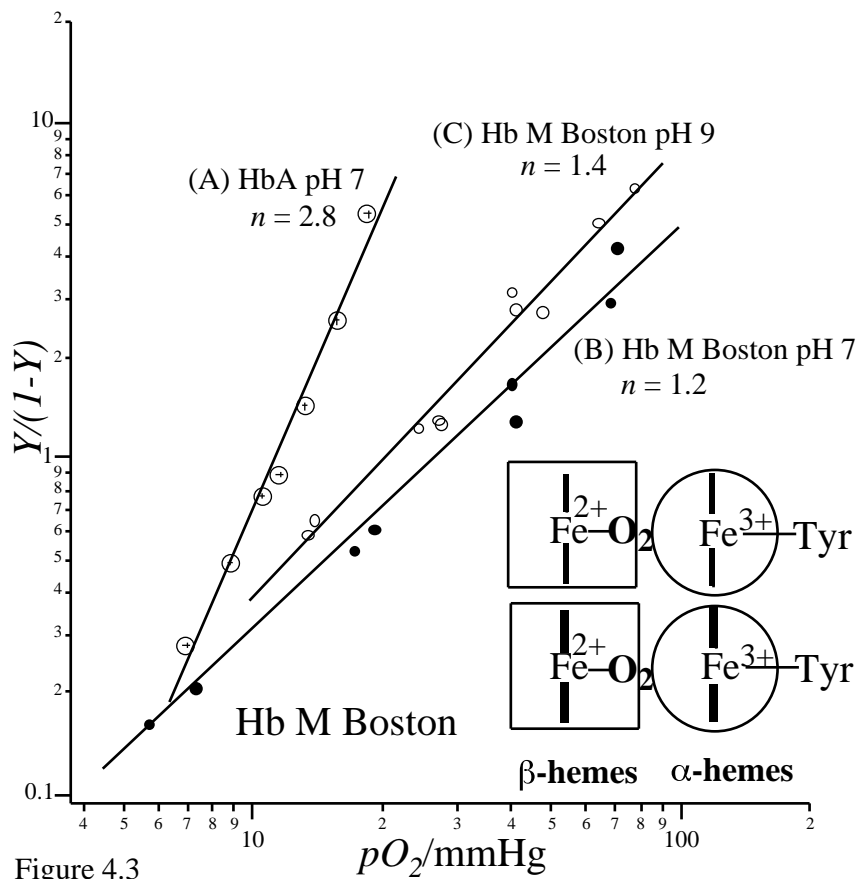 2
10
9
8
7
6
5
4
3
2
1
9
8
7
6
5
4
3
0.2
0.1
Y/(1-Y)
(A) HbA pH 7
n = 2.8
(C) Hb M Boston pH 9
n = 1.4
(B) Hb M Boston pH 7
n = 1.2
Fe2+ O2 Fe3+ Tyr
Fe2+ O2 Fe3+ Tyr
β-hemes α-hemes
Hb M Boston
4 5 6 7 8 9 10 2 3 4 5 6 7 8 9 100 2
pO2/mmHg
Figure 4.3